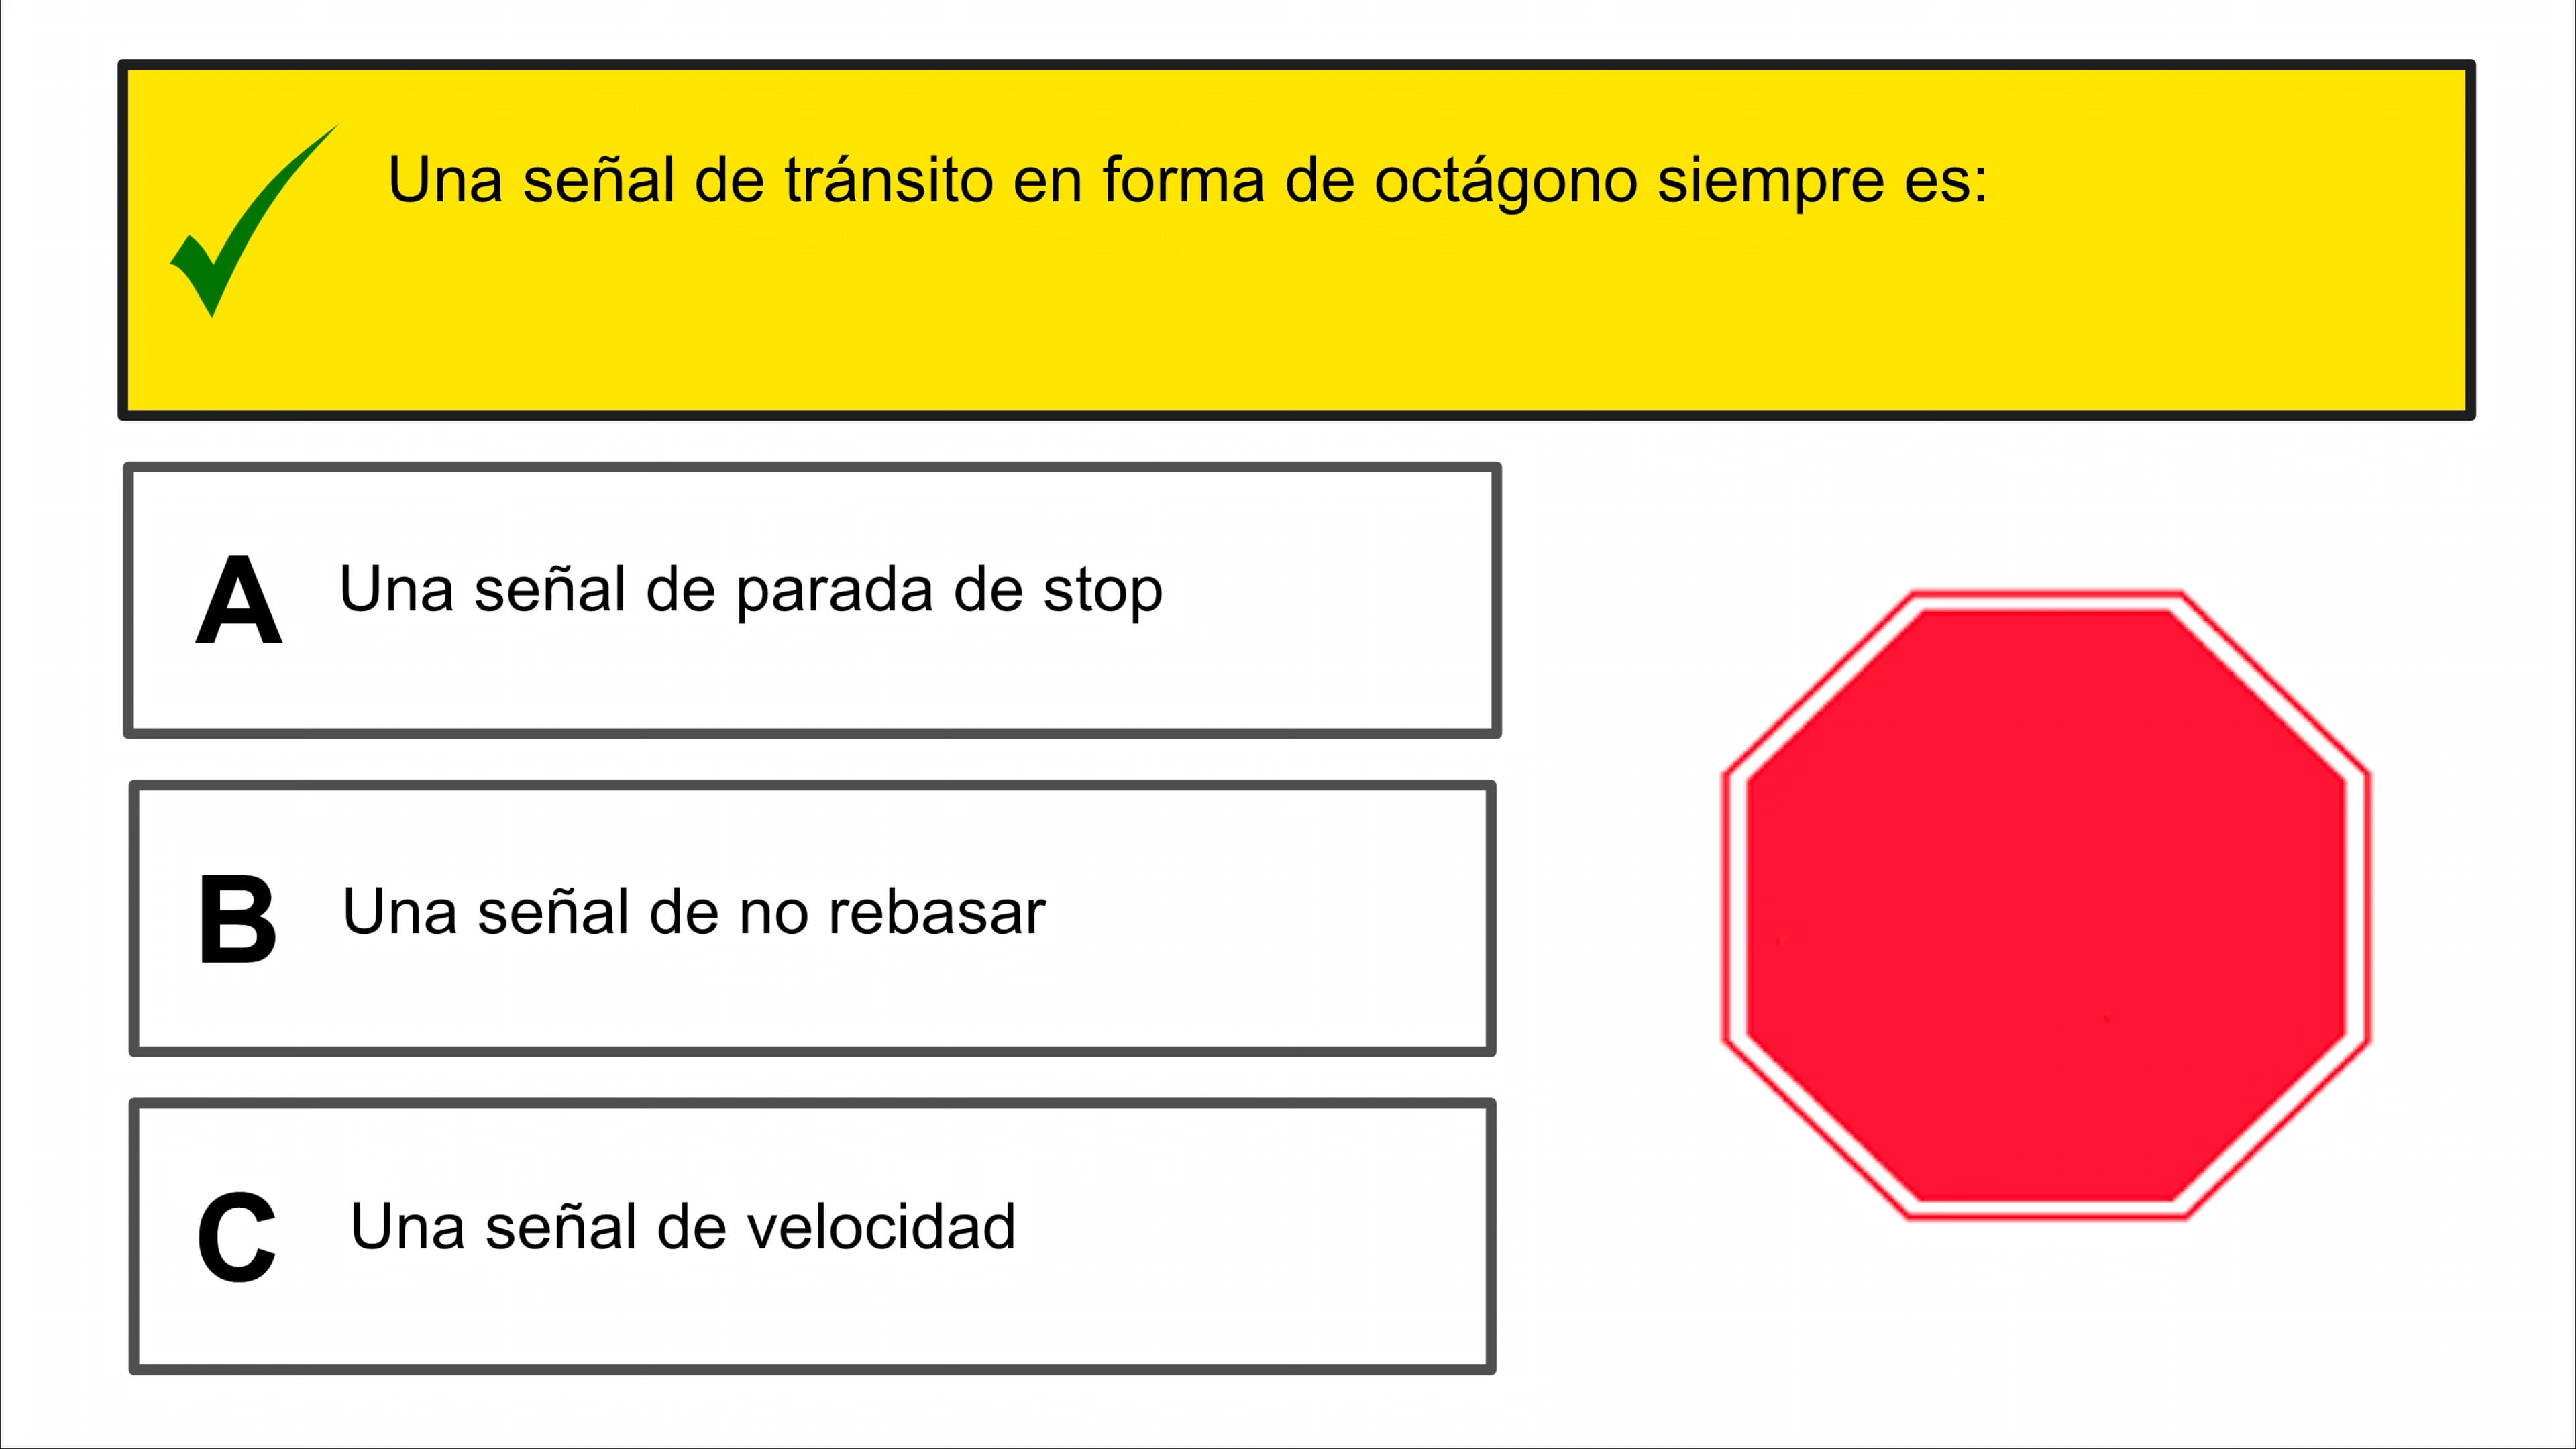 Una señal de tránsito en forma de octágono siempre es:
A Una señal de parada de stop
B Una señal de no rebasar
C Una señal de velocidad